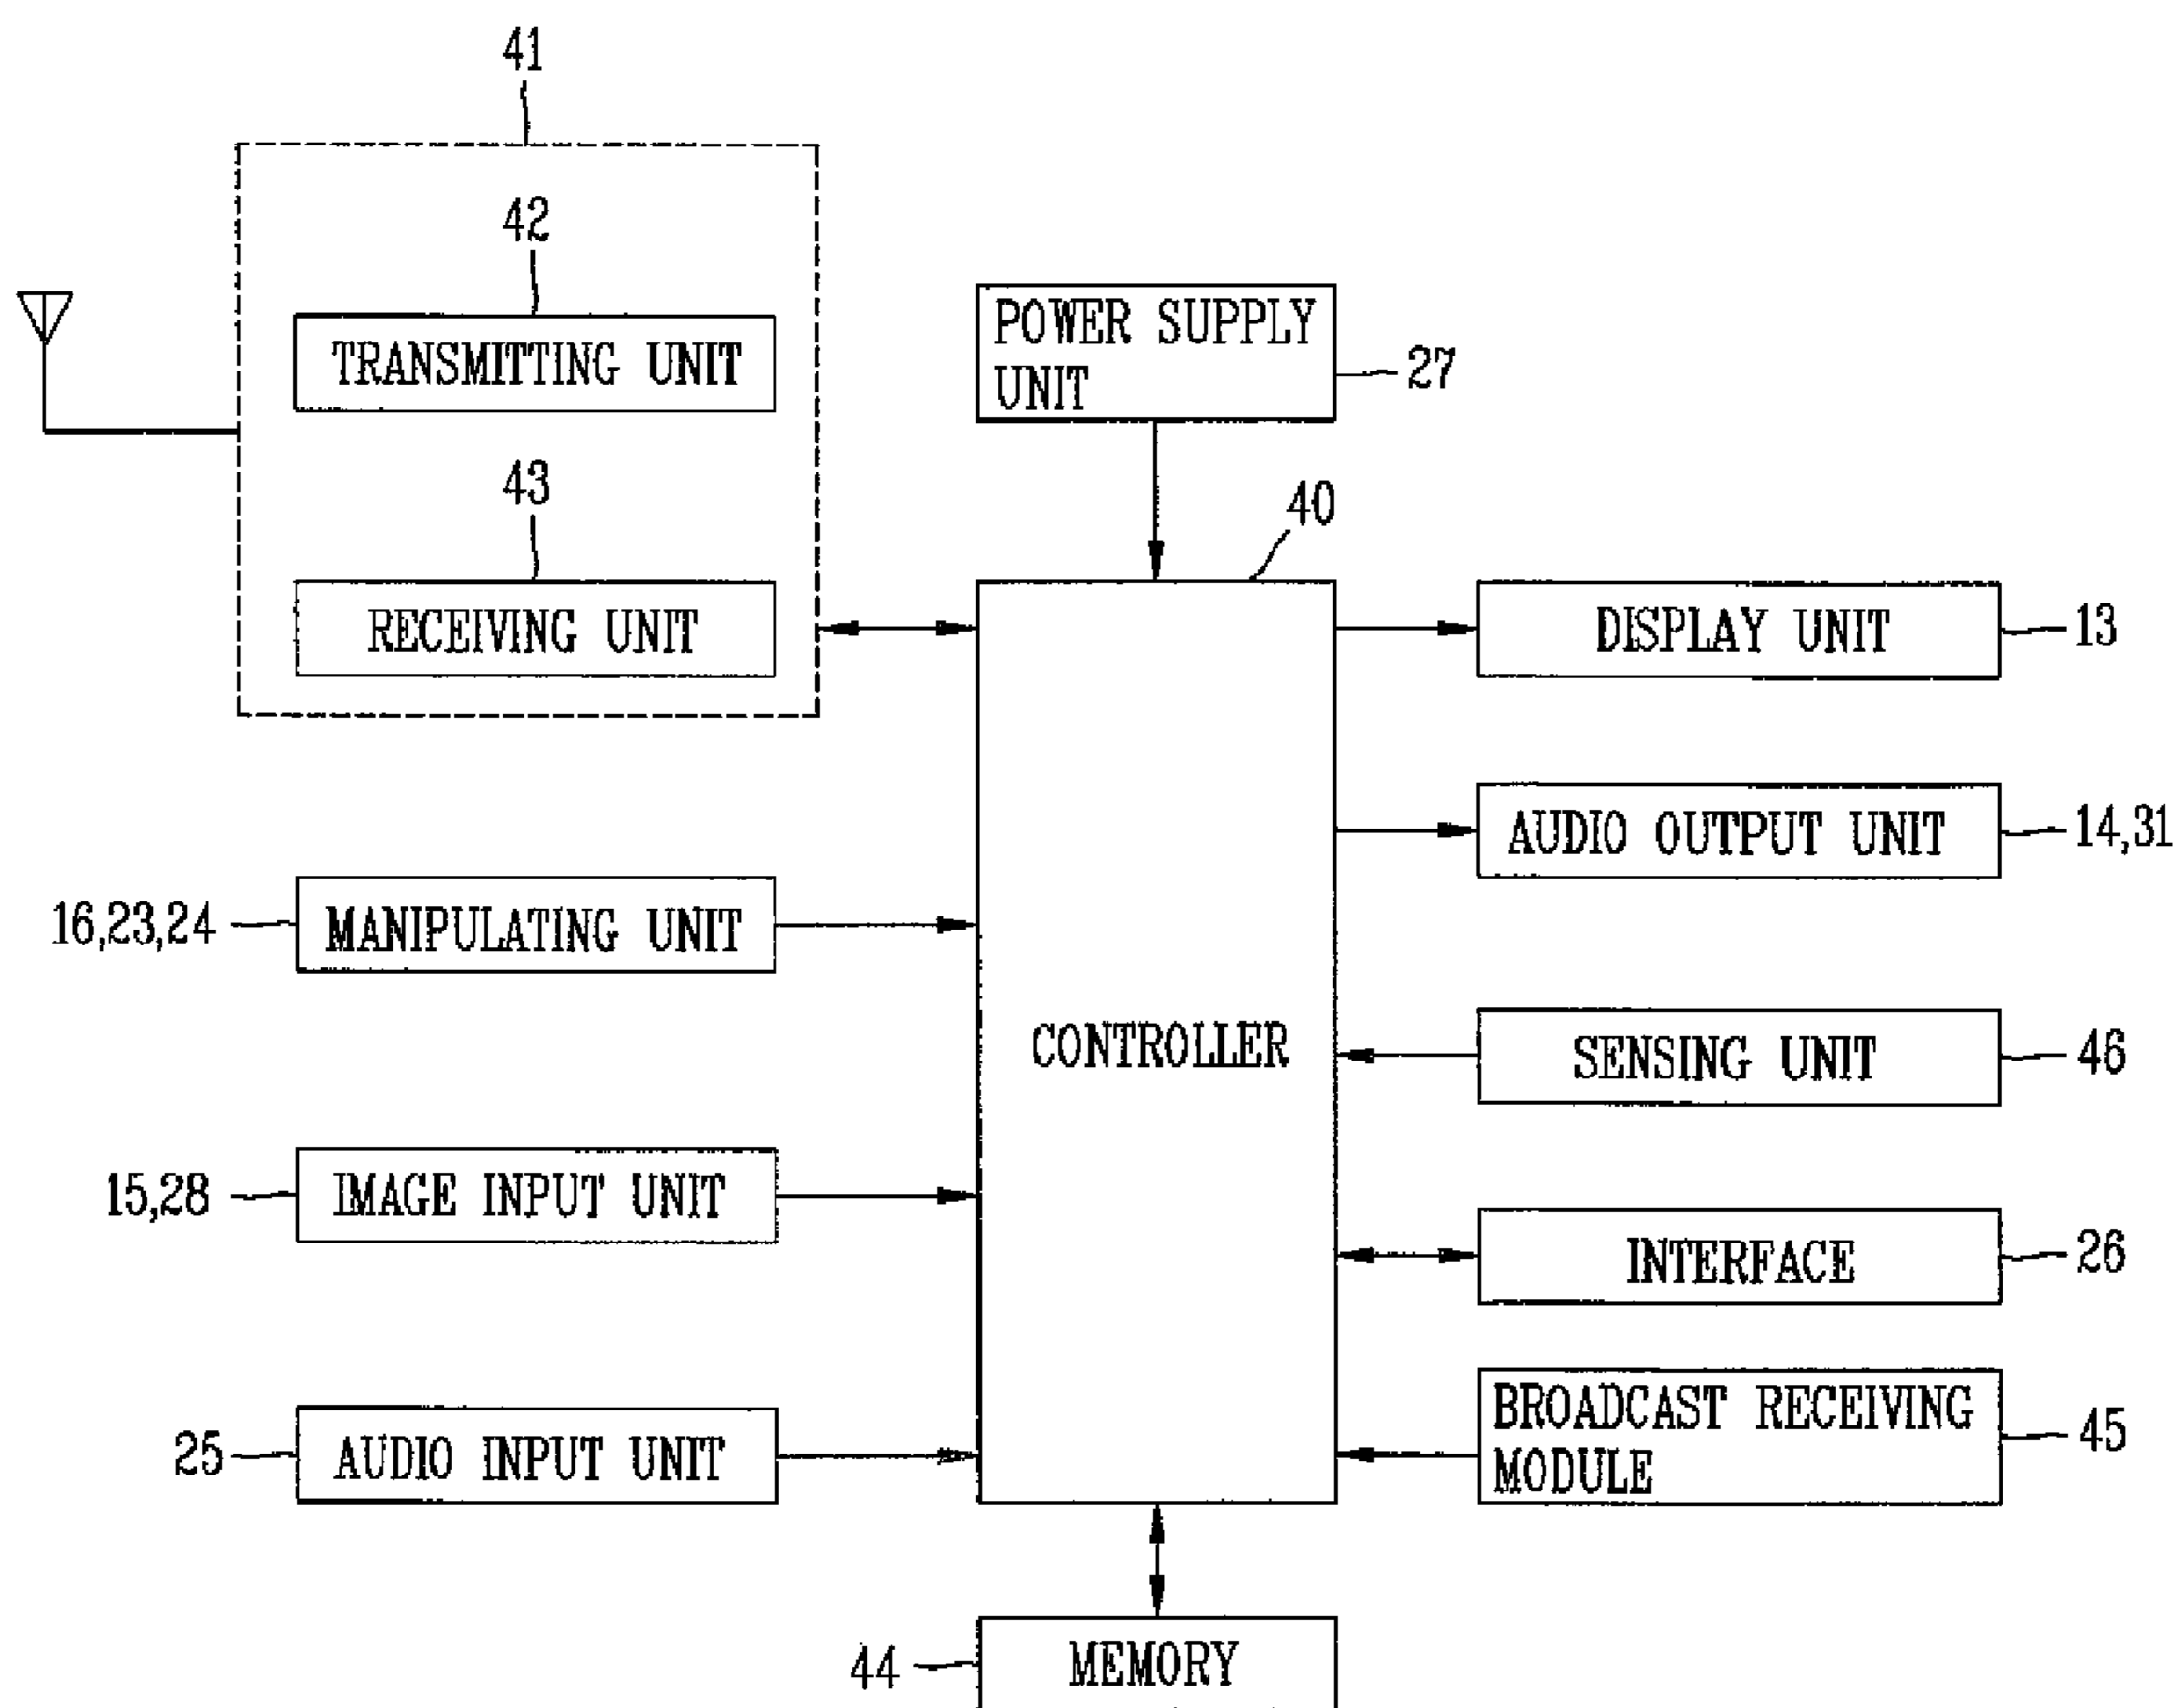 41
42
TRANSMITTING UNIT
43
RECEIVING UNIT
POWER SUPPLY
UNIT
27
40
CONTROLLER
DISPLAY UNIT
13
AUDIO OUTPUT UNIT
14,31
16,23,24
MANIPULATING UNIT
SENSING UNIT
46
15,28
IMAGE INPUT UNIT
INTERFACE
26
25
AUDIO INPUT UNIT
BROADCAST RECEIVING
MODULE
45
44
MEMORY